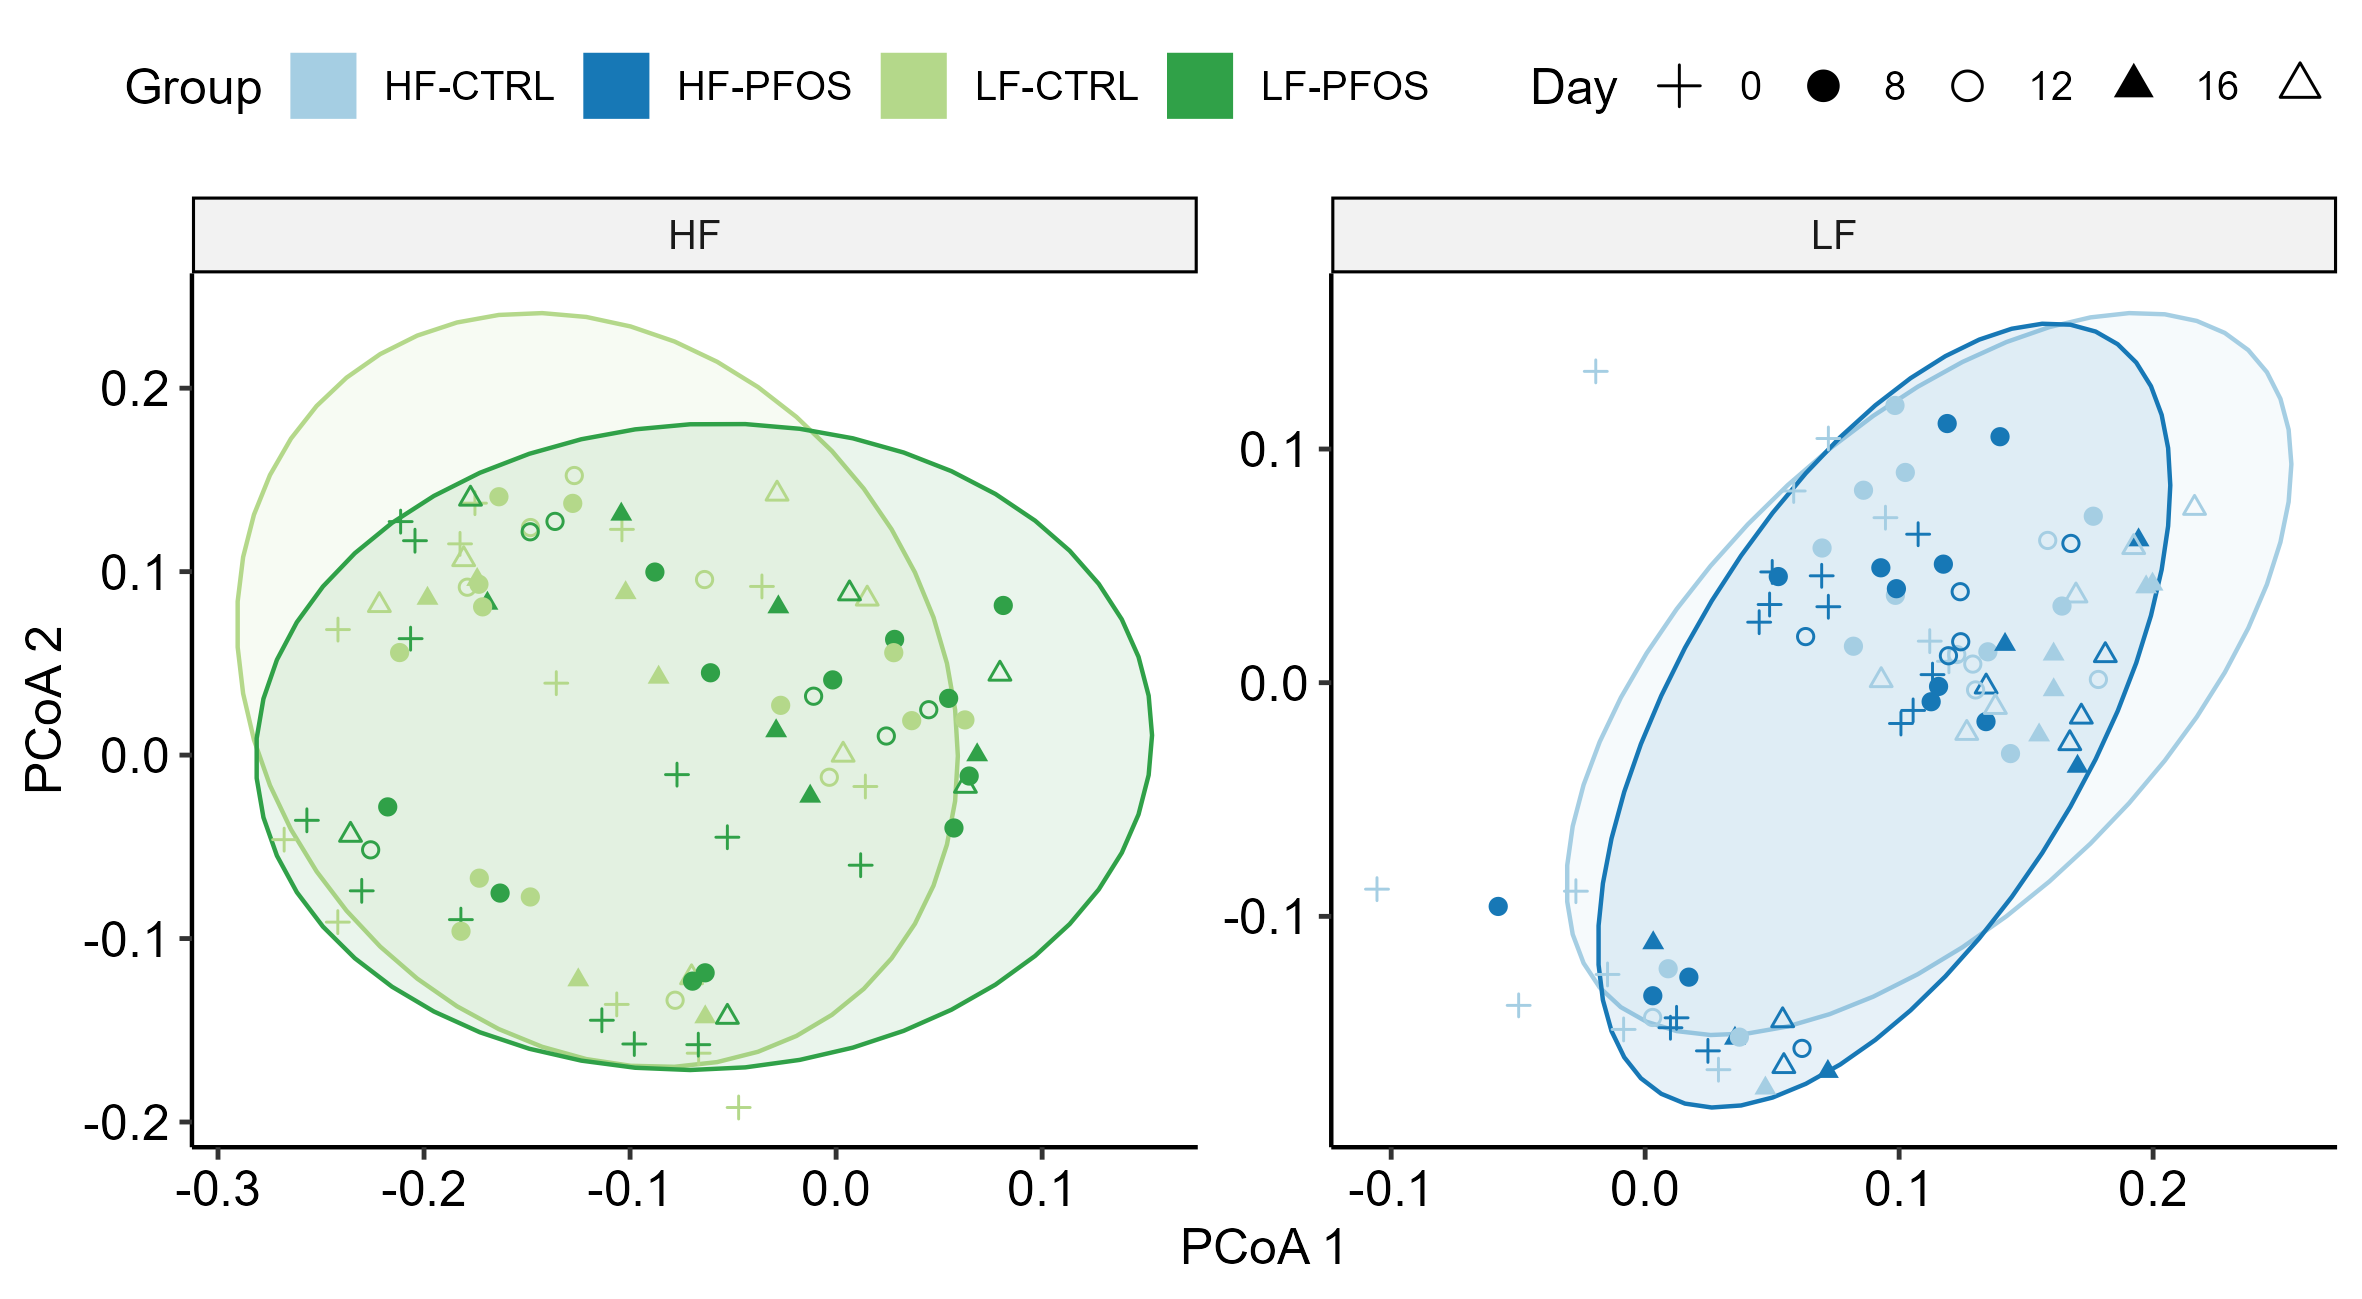 Group HF-CTRL HF-PFOS LF-CTRL LF-PFOS Day 0 8 12 16
HF LF
PCoA 2
0.2
0.1
0.0
-0.1
-0.2
-0.3 -0.2 -0.1 0.0 0.1
0.1
0.0
-0.1
-0.1 0.0 0.1 0.2
PCoA 1